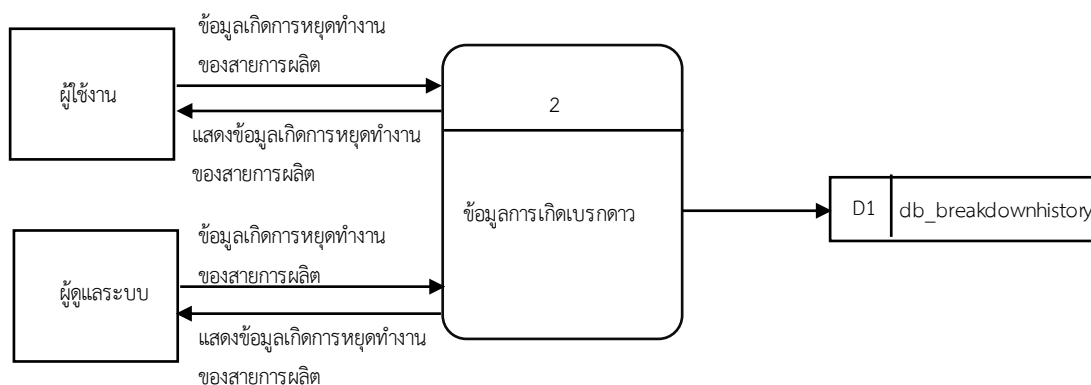 ข้อมูลเกิดการหยุดทำงาน
ของสายการผลิต
ผู้ใช้งาน
แสดงข้อมูลเกิดการหยุดทำงาน
ของสายการผลิต
2
ข้อมูลการเกิดเบรกดาว
D1 db_breakdownhistory
ข้อมูลเกิดการหยุดทำงาน
ของสายการผลิต
ผู้ดูแลระบบ
แสดงข้อมูลเกิดการหยุดทำงาน
ของสายการผลิต